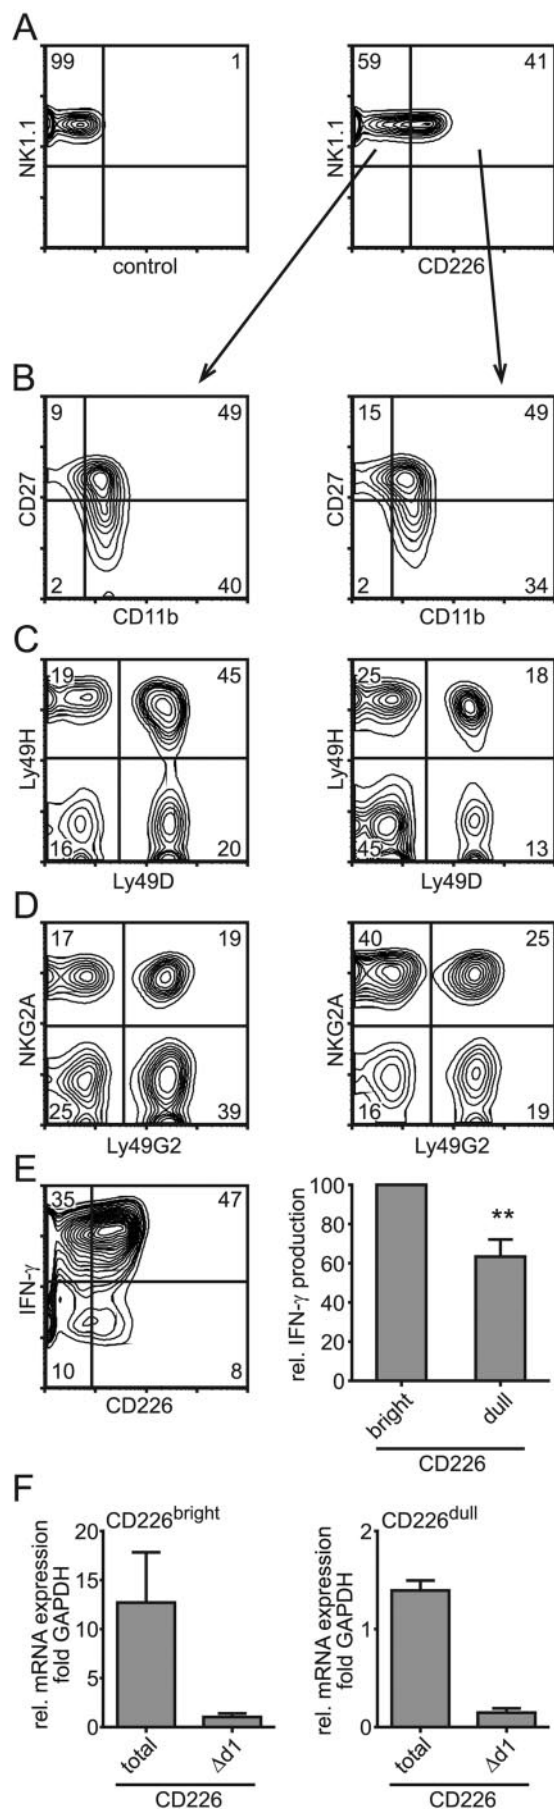 A
99 1
NK1.1
control
59 41
NK1.1
CD226
B
9 49
CD27
2 40
CD11b
15 49
CD27
2 34
CD11b
C
19 45
Ly49H
16 20
Ly49D
25 18
Ly49H
45 13
Ly49D
D
17 19
NKG2A
25 39
Ly49G2
40 25
NKG2A
16 19
Ly49G2
E
35 47
IFN-γ
10 8
CD226
rel. IFN-γ production
100
80
60
40
20
0
**
bright
dull
CD226
F
CD226bright
rel. mRNA expression
fold GAPDH
20
15
10
5
0
total
Δd1
CD226
CD226dull
rel. mRNA expression
fold GAPDH
2
1
0
total
Δd1
CD226